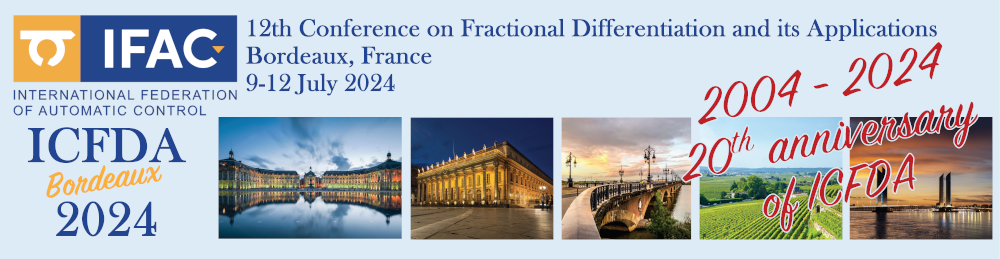 IFAC
INTERNATIONAL FEDERATION
OF AUTOMATIC CONTROL
12th Conference on Fractional Differentiation and its Applications
Bordeaux, France
9-12 July 2024
ICFDA
Bordeaux
2024
2004 - 2024
20th anniversary
of ICFDA